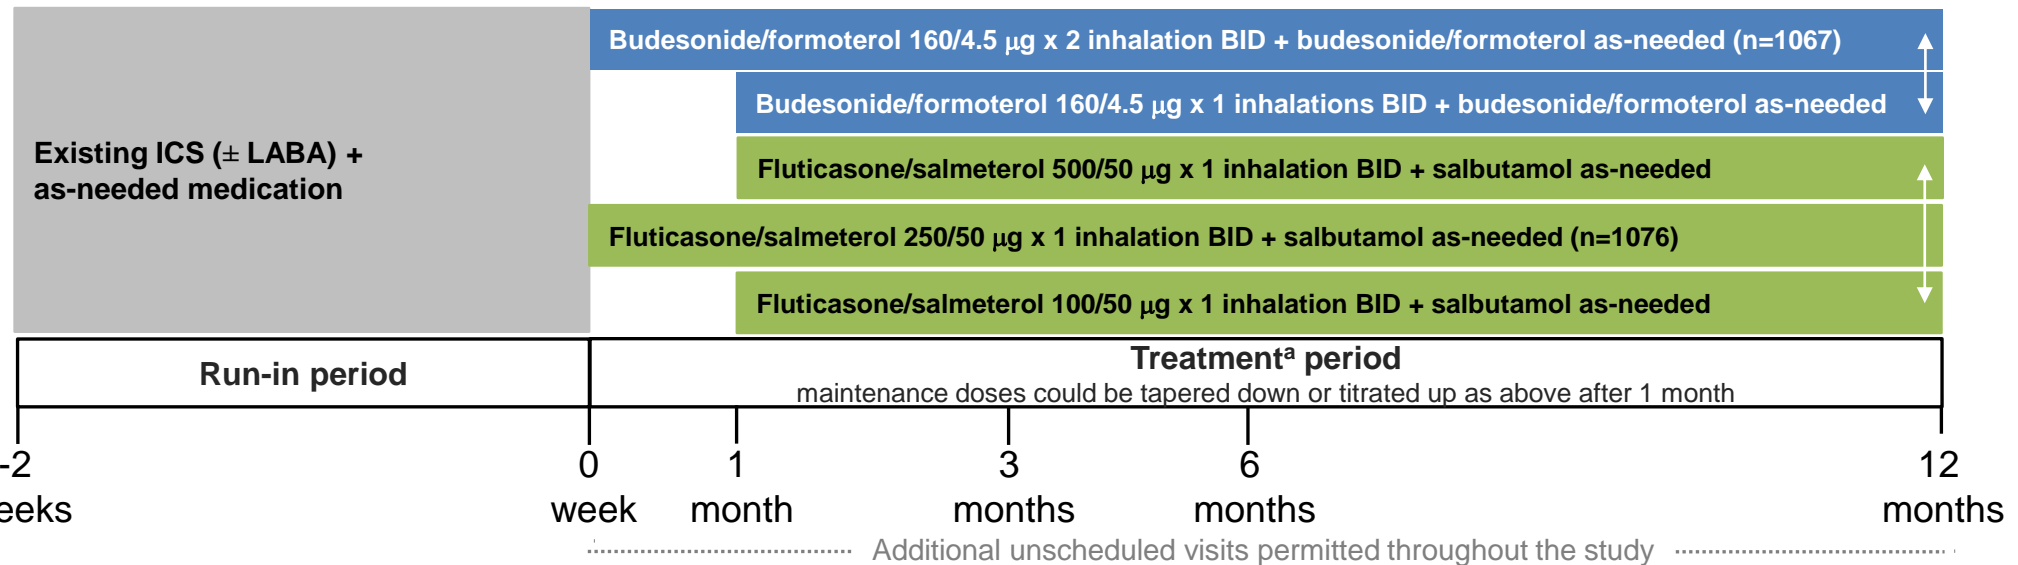 Budesonide/formoterol 160/4.5 μg x 2 inhalation BID + budesonide/formoterol as-needed (n=1067)
Budesonide/formoterol 160/4.5 μg x 1 inhalations BID + budesonide/formoterol as-needed
Existing ICS (± LABA) +
as-needed medication
Fluticasone/salmeterol 500/50 μg x 1 inhalation BID + salbutamol as-needed
Fluticasone/salmeterol 250/50 μg x 1 inhalation BID + salbutamol as-needed (n=1076)
Fluticasone/salmeterol 100/50 μg x 1 inhalation BID + salbutamol as-needed
Run-in period
Treatmentᵃ period
maintenance doses could be tapered down or titrated up as above after 1 month
-2 0 1 3 6 12
eeks week month months months months
Additional unscheduled visits permitted throughout the study